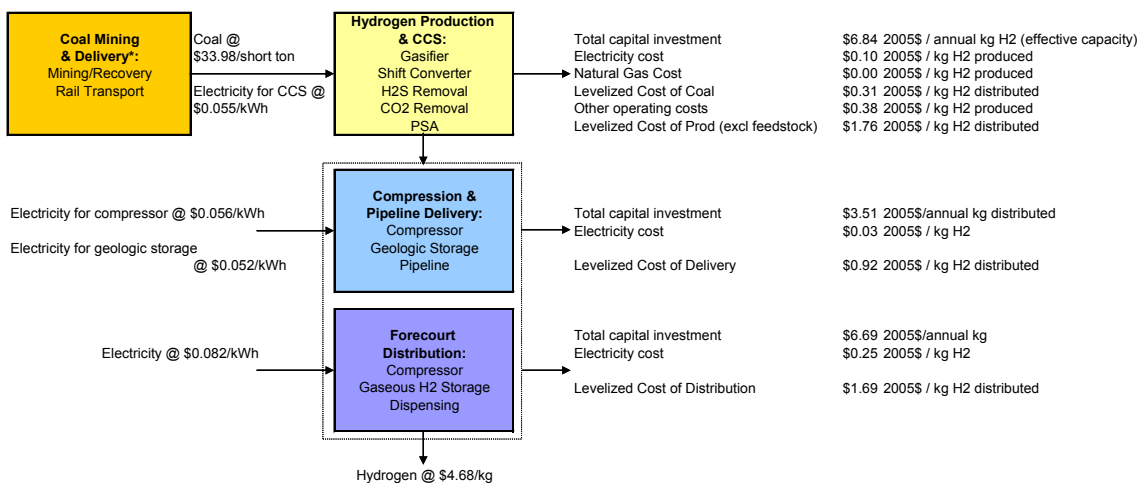 Coal Mining
& Delivery*:
Mining/Recovery
Rail Transport
Coal @
$33.98/short ton
Electricity for CCS @
$0.055/kWh
Hydrogen Production
& CCS:
Gasifier
Shift Converter
H2S Removal
CO2 Removal
PSA
Total capital investment $6.84 2005$ / annual kg H2 (effective capacity)
Electricity cost $0.10 2005$ / kg H2 produced
Natural Gas Cost $0.00 2005$ / kg H2 produced
Levelized Cost of Coal $0.31 2005$ / kg H2 distributed
Other operating costs $0.38 2005$ / kg H2 produced
Levelized Cost of Prod (excl feedstock) $1.76 2005$ / kg H2 distributed
Electricity for compressor @ $0.056/kWh
Electricity for geologic storage
@ $0.052/kWh
Compression &
Pipeline Delivery:
Compressor
Geologic Storage
Pipeline
Total capital investment $3.51 2005$/annual kg distributed
Electricity cost $0.03 2005$ / kg H2
Levelized Cost of Delivery $0.92 2005$ / kg H2 distributed
Electricity @ $0.082/kWh
Forecourt
Distribution:
Compressor
Gaseous H2 Storage
Dispensing
Total capital investment $6.69 2005$/annual kg
Electricity cost $0.25 2005$ / kg H2
Levelized Cost of Distribution $1.69 2005$ / kg H2 distributed
Hydrogen @ $4.68/kg